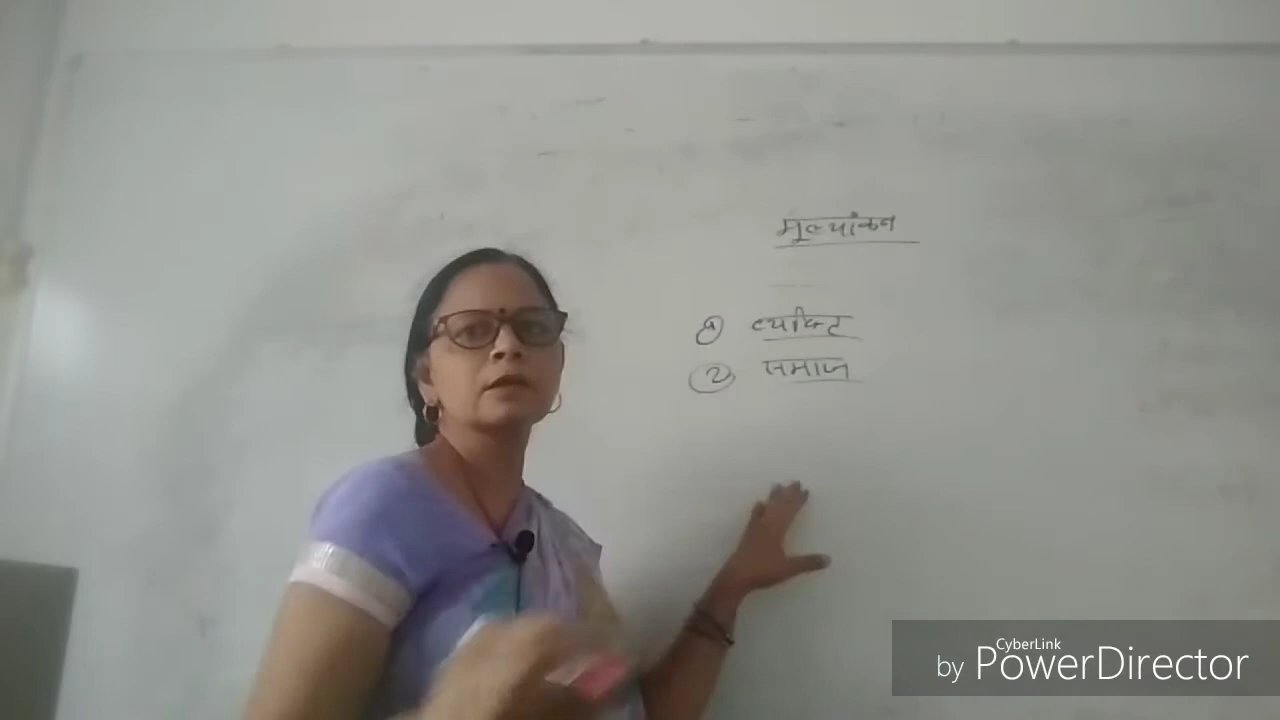 मूल्यांकन
① व्यक्ति
② समाज
CyberLink
by PowerDirector